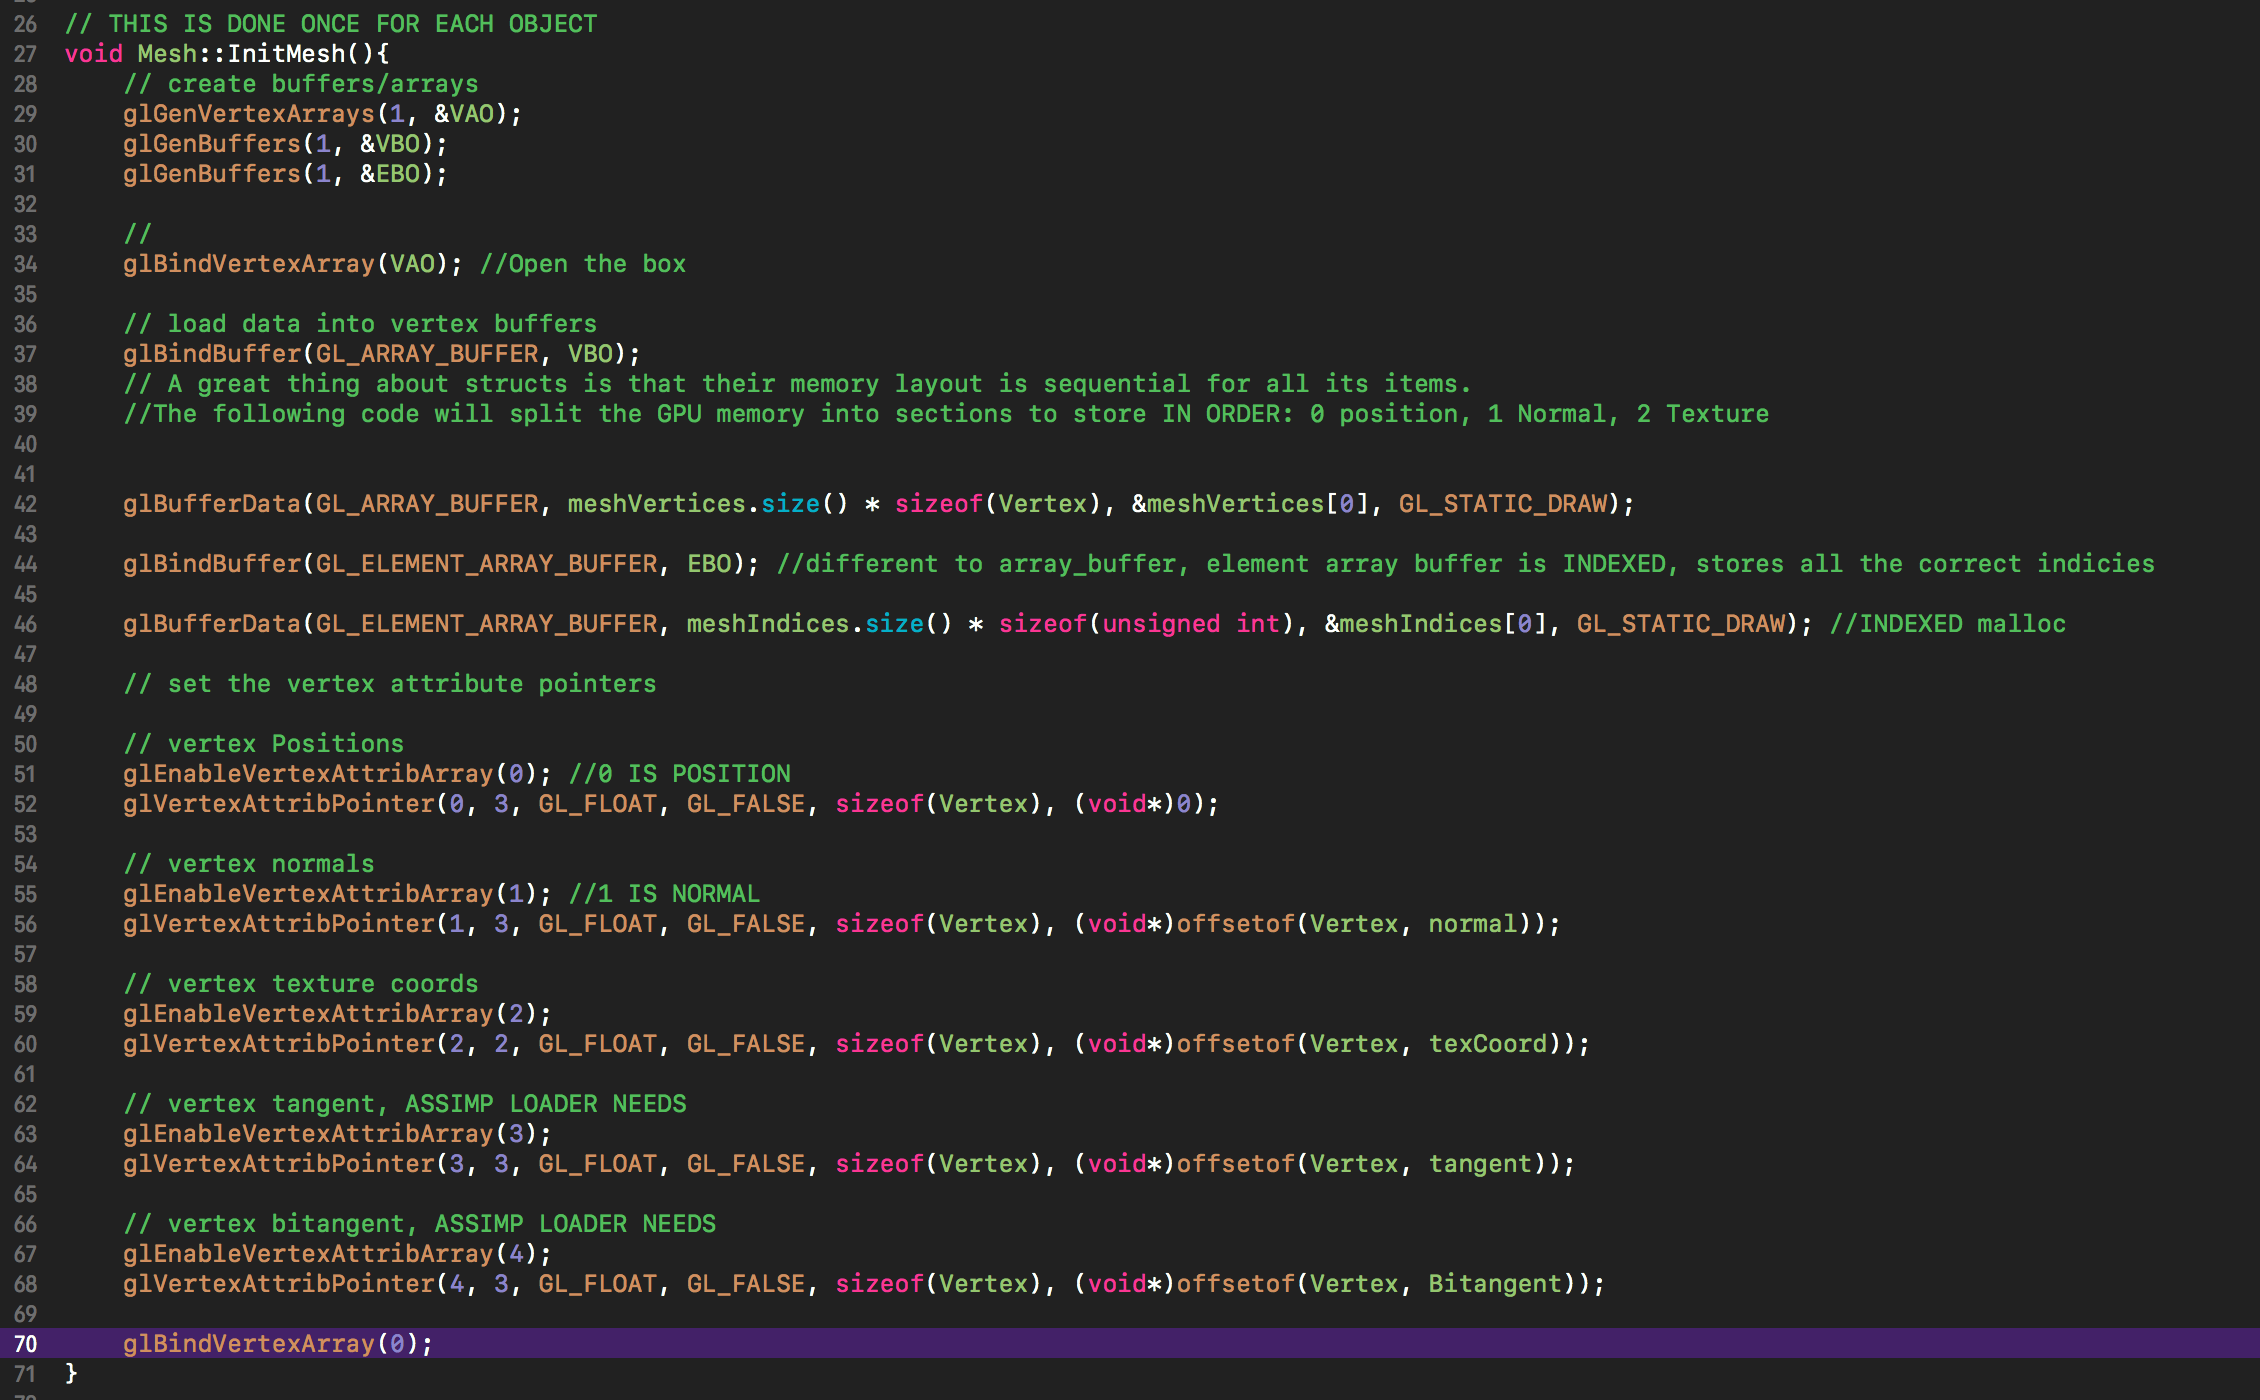 26 // THIS IS DONE ONCE FOR EACH OBJECT
27 void Mesh::InitMesh(){
28     // create buffers/arrays
29     glGenVertexArrays(1, &VAO);
30     glGenBuffers(1, &VBO);
31     glGenBuffers(1, &EBO);
32
33     //
34     glBindVertexArray(VAO); //Open the box
35
36     // load data into vertex buffers
37     glBindBuffer(GL_ARRAY_BUFFER, VBO);
38     // A great thing about structs is that their memory layout is sequential for all its items.
39     //The following code will split the GPU memory into sections to store IN ORDER: 0 position, 1 Normal, 2 Texture
40
41
42     glBufferData(GL_ARRAY_BUFFER, meshVertices.size() * sizeof(Vertex), &meshVertices[0], GL_STATIC_DRAW);
43
44     glBindBuffer(GL_ELEMENT_ARRAY_BUFFER, EBO); //different to array_buffer, element array buffer is INDEXED, stores all the correct indicies
45
46     glBufferData(GL_ELEMENT_ARRAY_BUFFER, meshIndices.size() * sizeof(unsigned int), &meshIndices[0], GL_STATIC_DRAW); //INDEXED malloc
47
48     // set the vertex attribute pointers
49
50     // vertex Positions
51     glEnableVertexAttribArray(0); //0 IS POSITION
52     glVertexAttribPointer(0, 3, GL_FLOAT, GL_FALSE, sizeof(Vertex), (void*)0);
53
54     // vertex normals
55     glEnableVertexAttribArray(1); //1 IS NORMAL
56     glVertexAttribPointer(1, 3, GL_FLOAT, GL_FALSE, sizeof(Vertex), (void*)offsetof(Vertex, normal));
57
58     // vertex texture coords
59     glEnableVertexAttribArray(2);
60     glVertexAttribPointer(2, 2, GL_FLOAT, GL_FALSE, sizeof(Vertex), (void*)offsetof(Vertex, texCoord));
61
62     // vertex tangent, ASSIMP LOADER NEEDS
63     glEnableVertexAttribArray(3);
64     glVertexAttribPointer(3, 3, GL_FLOAT, GL_FALSE, sizeof(Vertex), (void*)offsetof(Vertex, tangent));
65
66     // vertex bitangent, ASSIMP LOADER NEEDS
67     glEnableVertexAttribArray(4);
68     glVertexAttribPointer(4, 3, GL_FLOAT, GL_FALSE, sizeof(Vertex), (void*)offsetof(Vertex, Bitangent));
69
70     glBindVertexArray(0);
71 }